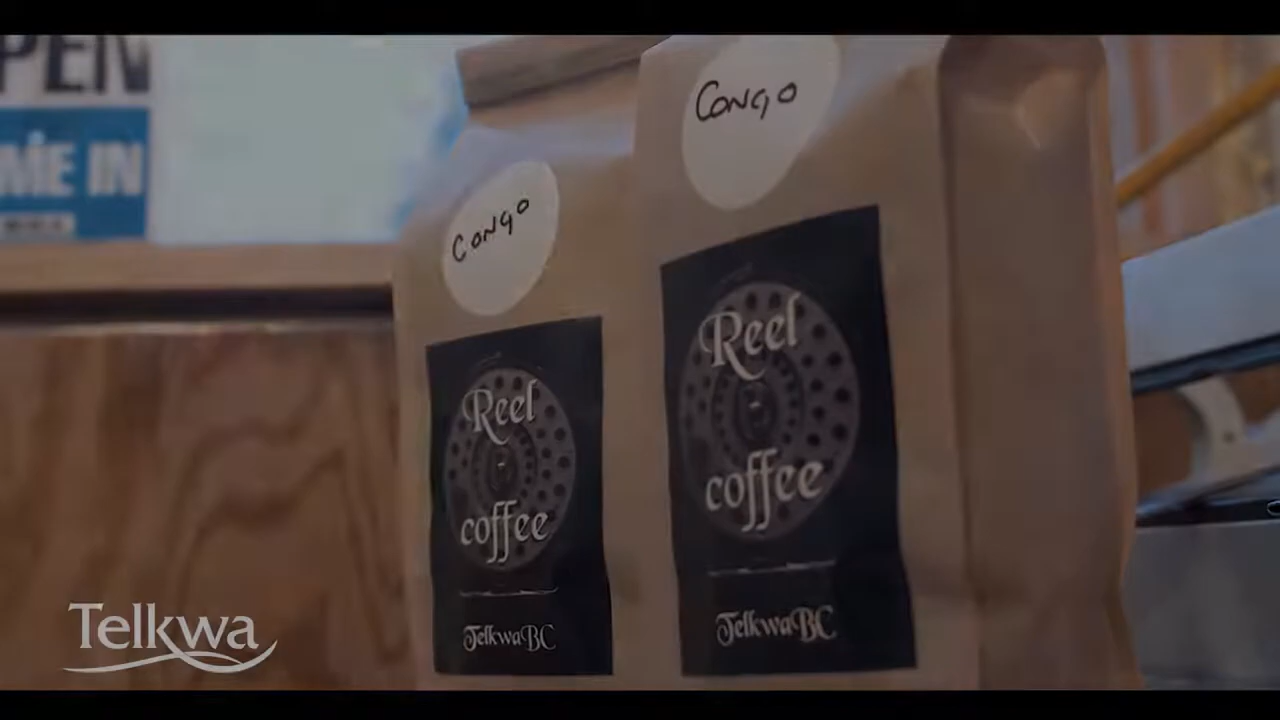 PEN
ME IN
Congo
Reel
coffee
TelkwaBC
Congo
Reel
coffee
TelkwaBC
Telkwa